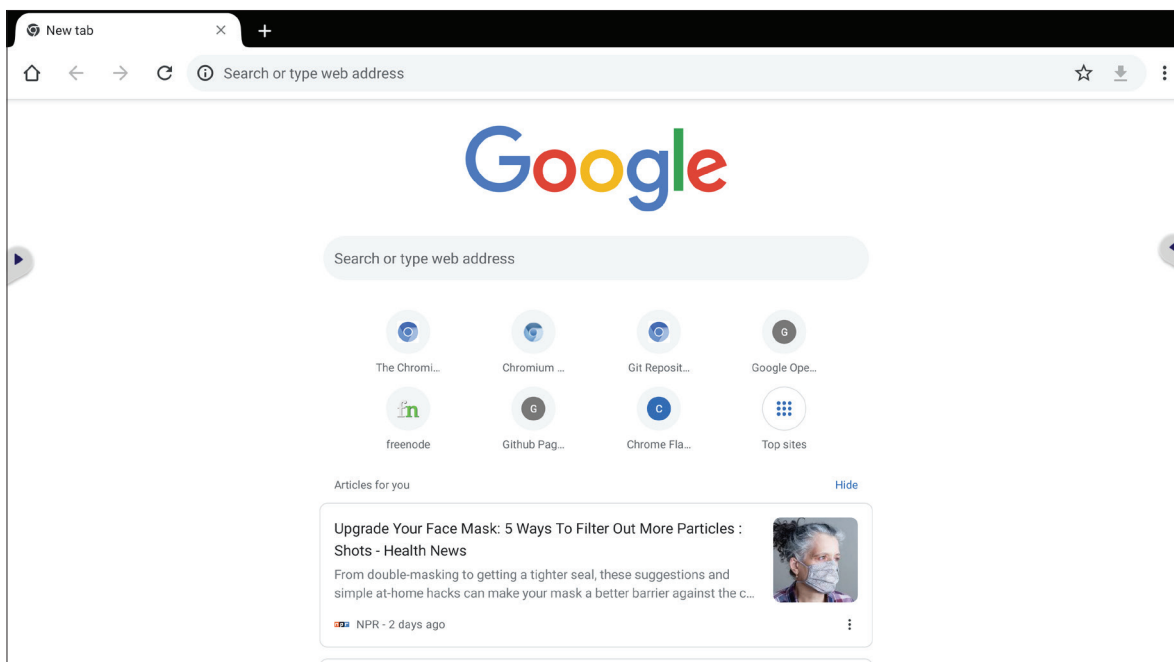 New tab
Search or type web address
Google
Search or type web address
The Chromi...
Chromium ...
Git Reposit...
G
Google Ope...
fn
freenode
G
Github Pag...
C
Chrome Fla...
Top sites
Articles for you
Hide
Upgrade Your Face Mask: 5 Ways To Filter Out More Particles :
Shots - Health News
From double-masking to getting a tighter seal, these suggestions and
simple at-home hacks can make your mask a better barrier against the c...
npr NPR - 2 days ago